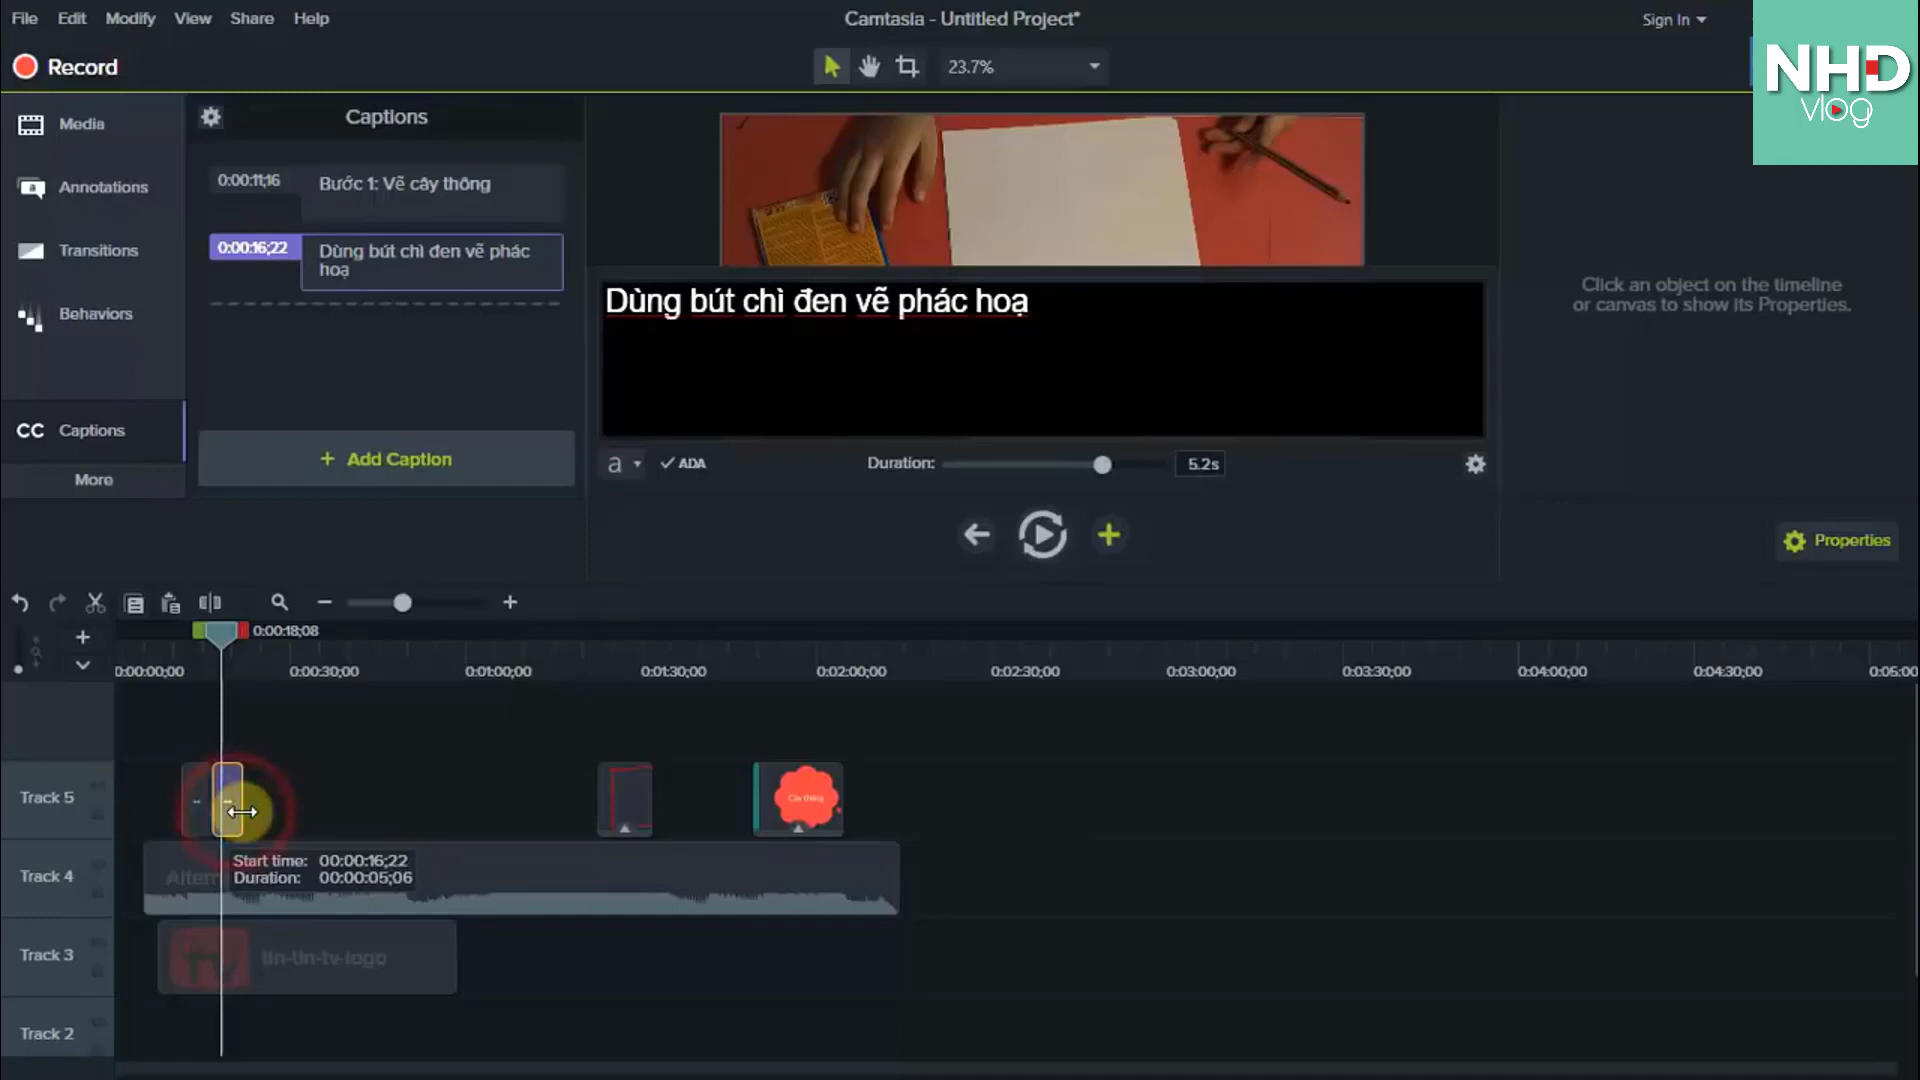 File Edit Modify View Share Help
Camtasia - Untitled Project*
Sign In
Record
23.7%
NHD
vlog
Media
Annotations
Transitions
Behaviors
CC Captions
More
Captions
0:00:11;16 Bước 1: Vẽ cây thông
0:00:16;22 Dùng bút chì đen vẽ phác
hoạ
+ Add Caption
Dùng bút chì đen vẽ phác hoạ
a
ADA
Duration:
5.2s
Click an object on the timeline
or canvas to show its Properties.
Properties
0:00:18;08
0:00:00;00 0:00:30;00 0:01:00;00 0:01:30;00 0:02:00;00 0:02:30;00 0:03:00;00 0:03:30;00 0:04:00;00 0:04:30;00 0:05:00
Track 5
Cây thông
Start time: 00:00:16;22
Duration: 00:00:05;06
Track 4
Altern
Track 3
tin-tin-tv-logo
Track 2